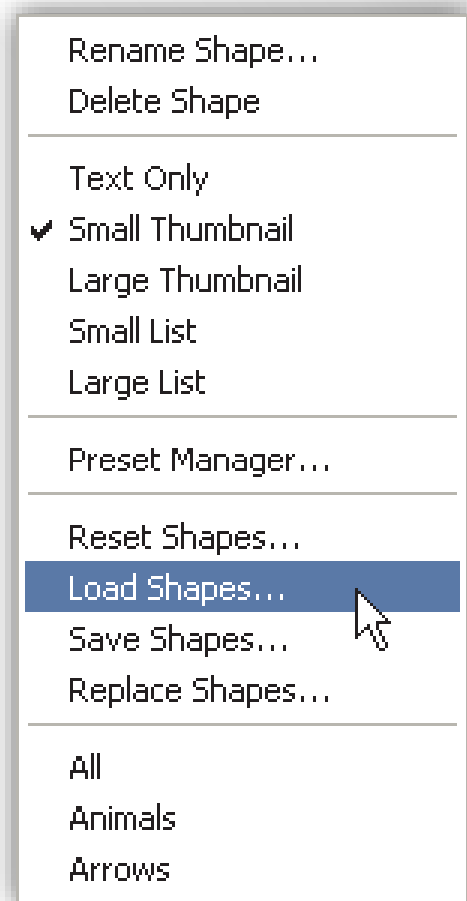 Rename Shape...
Delete Shape
Text Only
Small Thumbnail
Large Thumbnail
Small List
Large List
Preset Manager...
Reset Shapes...
Load Shapes...
Save Shapes...
Replace Shapes...
All
Animals
Arrows